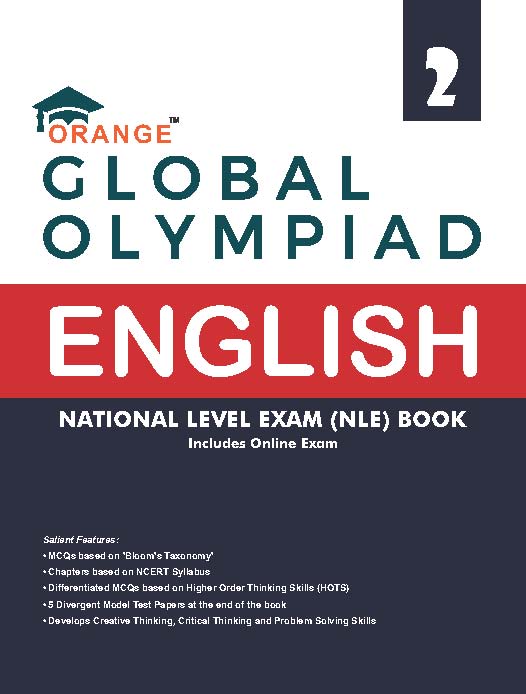 2
ORANGE™
GLOBAL
OLYMPIAD
ENGLISH
NATIONAL LEVEL EXAM (NLE) BOOK
Includes Online Exam
Salient Features:
• MCQs based on 'Bloom's Taxonomy'
• Chapters based on NCERT Syllabus
• Differentiated MCQs based on Higher Order Thinking Skills (HOTS)
• 5 Divergent Model Test Papers at the end of the book
• Develops Creative Thinking, Critical Thinking and Problem Solving Skills